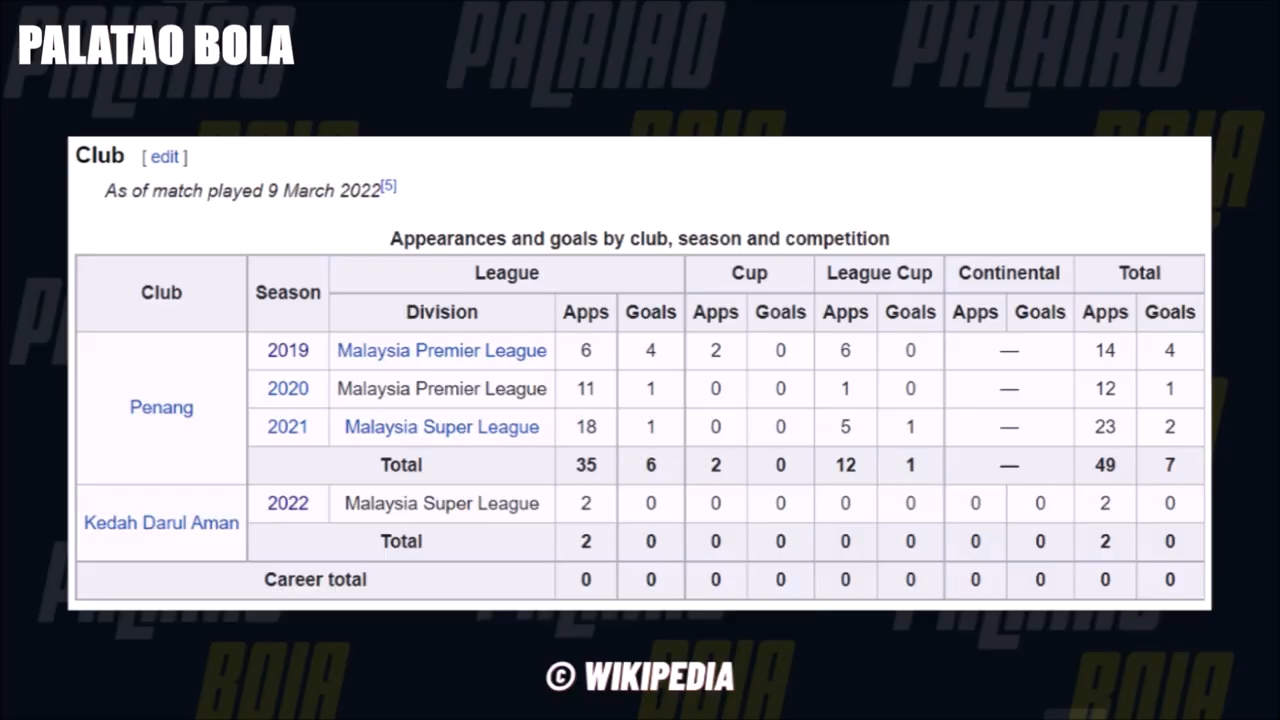 PALATAO BOLA
Club [ edit ]
As of match played 9 March 2022[5]
Appearances and goals by club, season and competition
Club Season League Cup League Cup Continental Total
Division Apps Goals Apps Goals Apps Goals Apps Goals Apps Goals
Penang 2019 Malaysia Premier League 6 4 2 0 6 0 — 14 4
2020 Malaysia Premier League 11 1 0 0 1 0 — 12 1
2021 Malaysia Super League 18 1 0 0 5 1 — 23 2
Total 35 6 2 0 12 1 — 49 7
Kedah Darul Aman 2022 Malaysia Super League 2 0 0 0 0 0 0 0 2 0
Total 2 0 0 0 0 0 0 0 2 0
Career total 0 0 0 0 0 0 0 0 0 0
© WIKIPEDIA